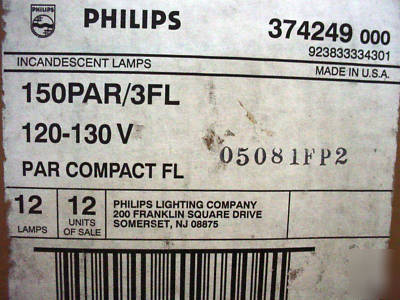 PHILIPS
PHILIPS
374249 000
923833334301
INCANDESCENT LAMPS
MADE IN U.S.A.
150PAR/3FL
120-130 V
PAR COMPACT FL
05081FP2
12 LAMPS
12 UNITS OF SALE
PHILIPS LIGHTING COMPANY
200 FRANKLIN SQUARE DRIVE
SOMERSET, NJ 08875